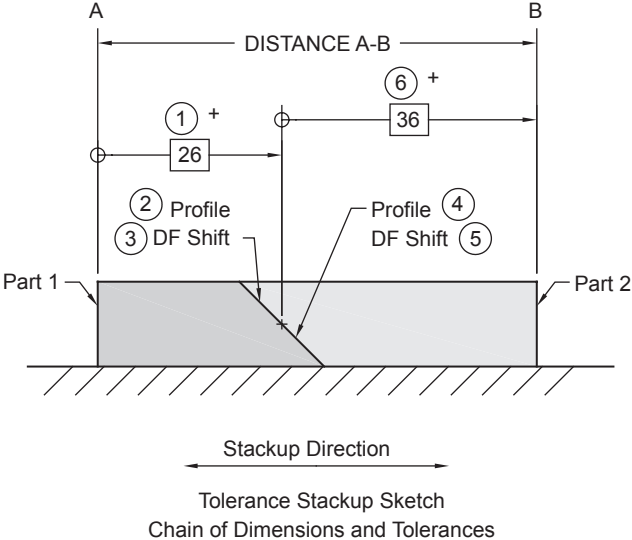 A B
DISTANCE A-B
6 +
1 + 36
26
2 Profile Profile 4
3 DF Shift DF Shift 5
Part 1 Part 2
Stackup Direction
Tolerance Stackup Sketch
Chain of Dimensions and Tolerances